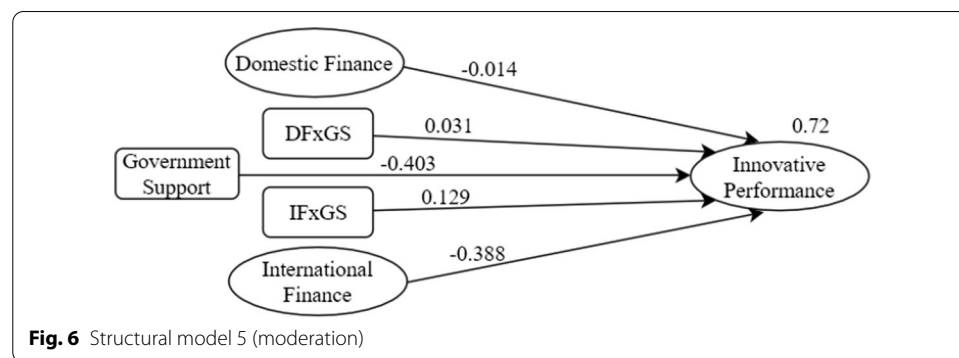 Domestic Finance
-0.014
DFxGS
0.031
0.72
Government
Support
-0.403
Innovative
Performance
IFxGS
0.129
International
Finance
-0.388
Fig. 6 Structural model 5 (moderation)